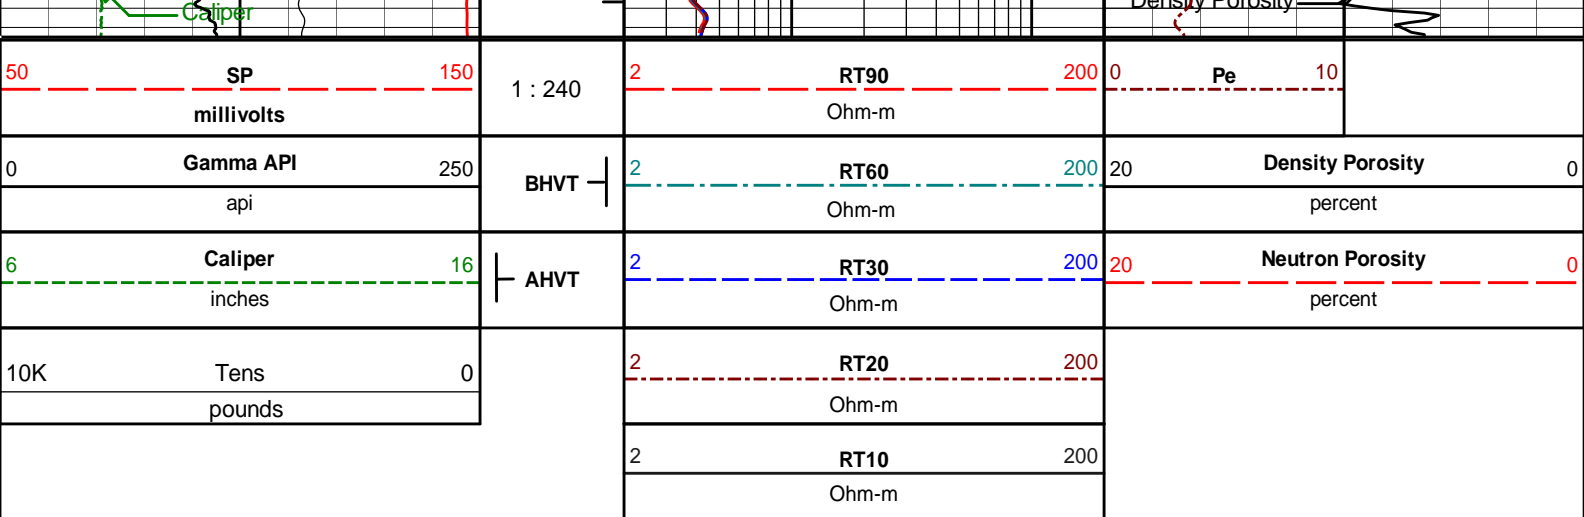 Caliper
Density Porosity
50 SP 150
millivolts
1 : 240
2 RT90 200
Ohm-m
0 Pe 10
0 Gamma API 250
api
BHVT
2 RT60 200
Ohm-m
20 Density Porosity 0
percent
6 Caliper 16
inches
AHVT
2 RT30 200
Ohm-m
20 Neutron Porosity 0
percent
10K Tens 0
pounds
2 RT20 200
Ohm-m
2 RT10 200
Ohm-m